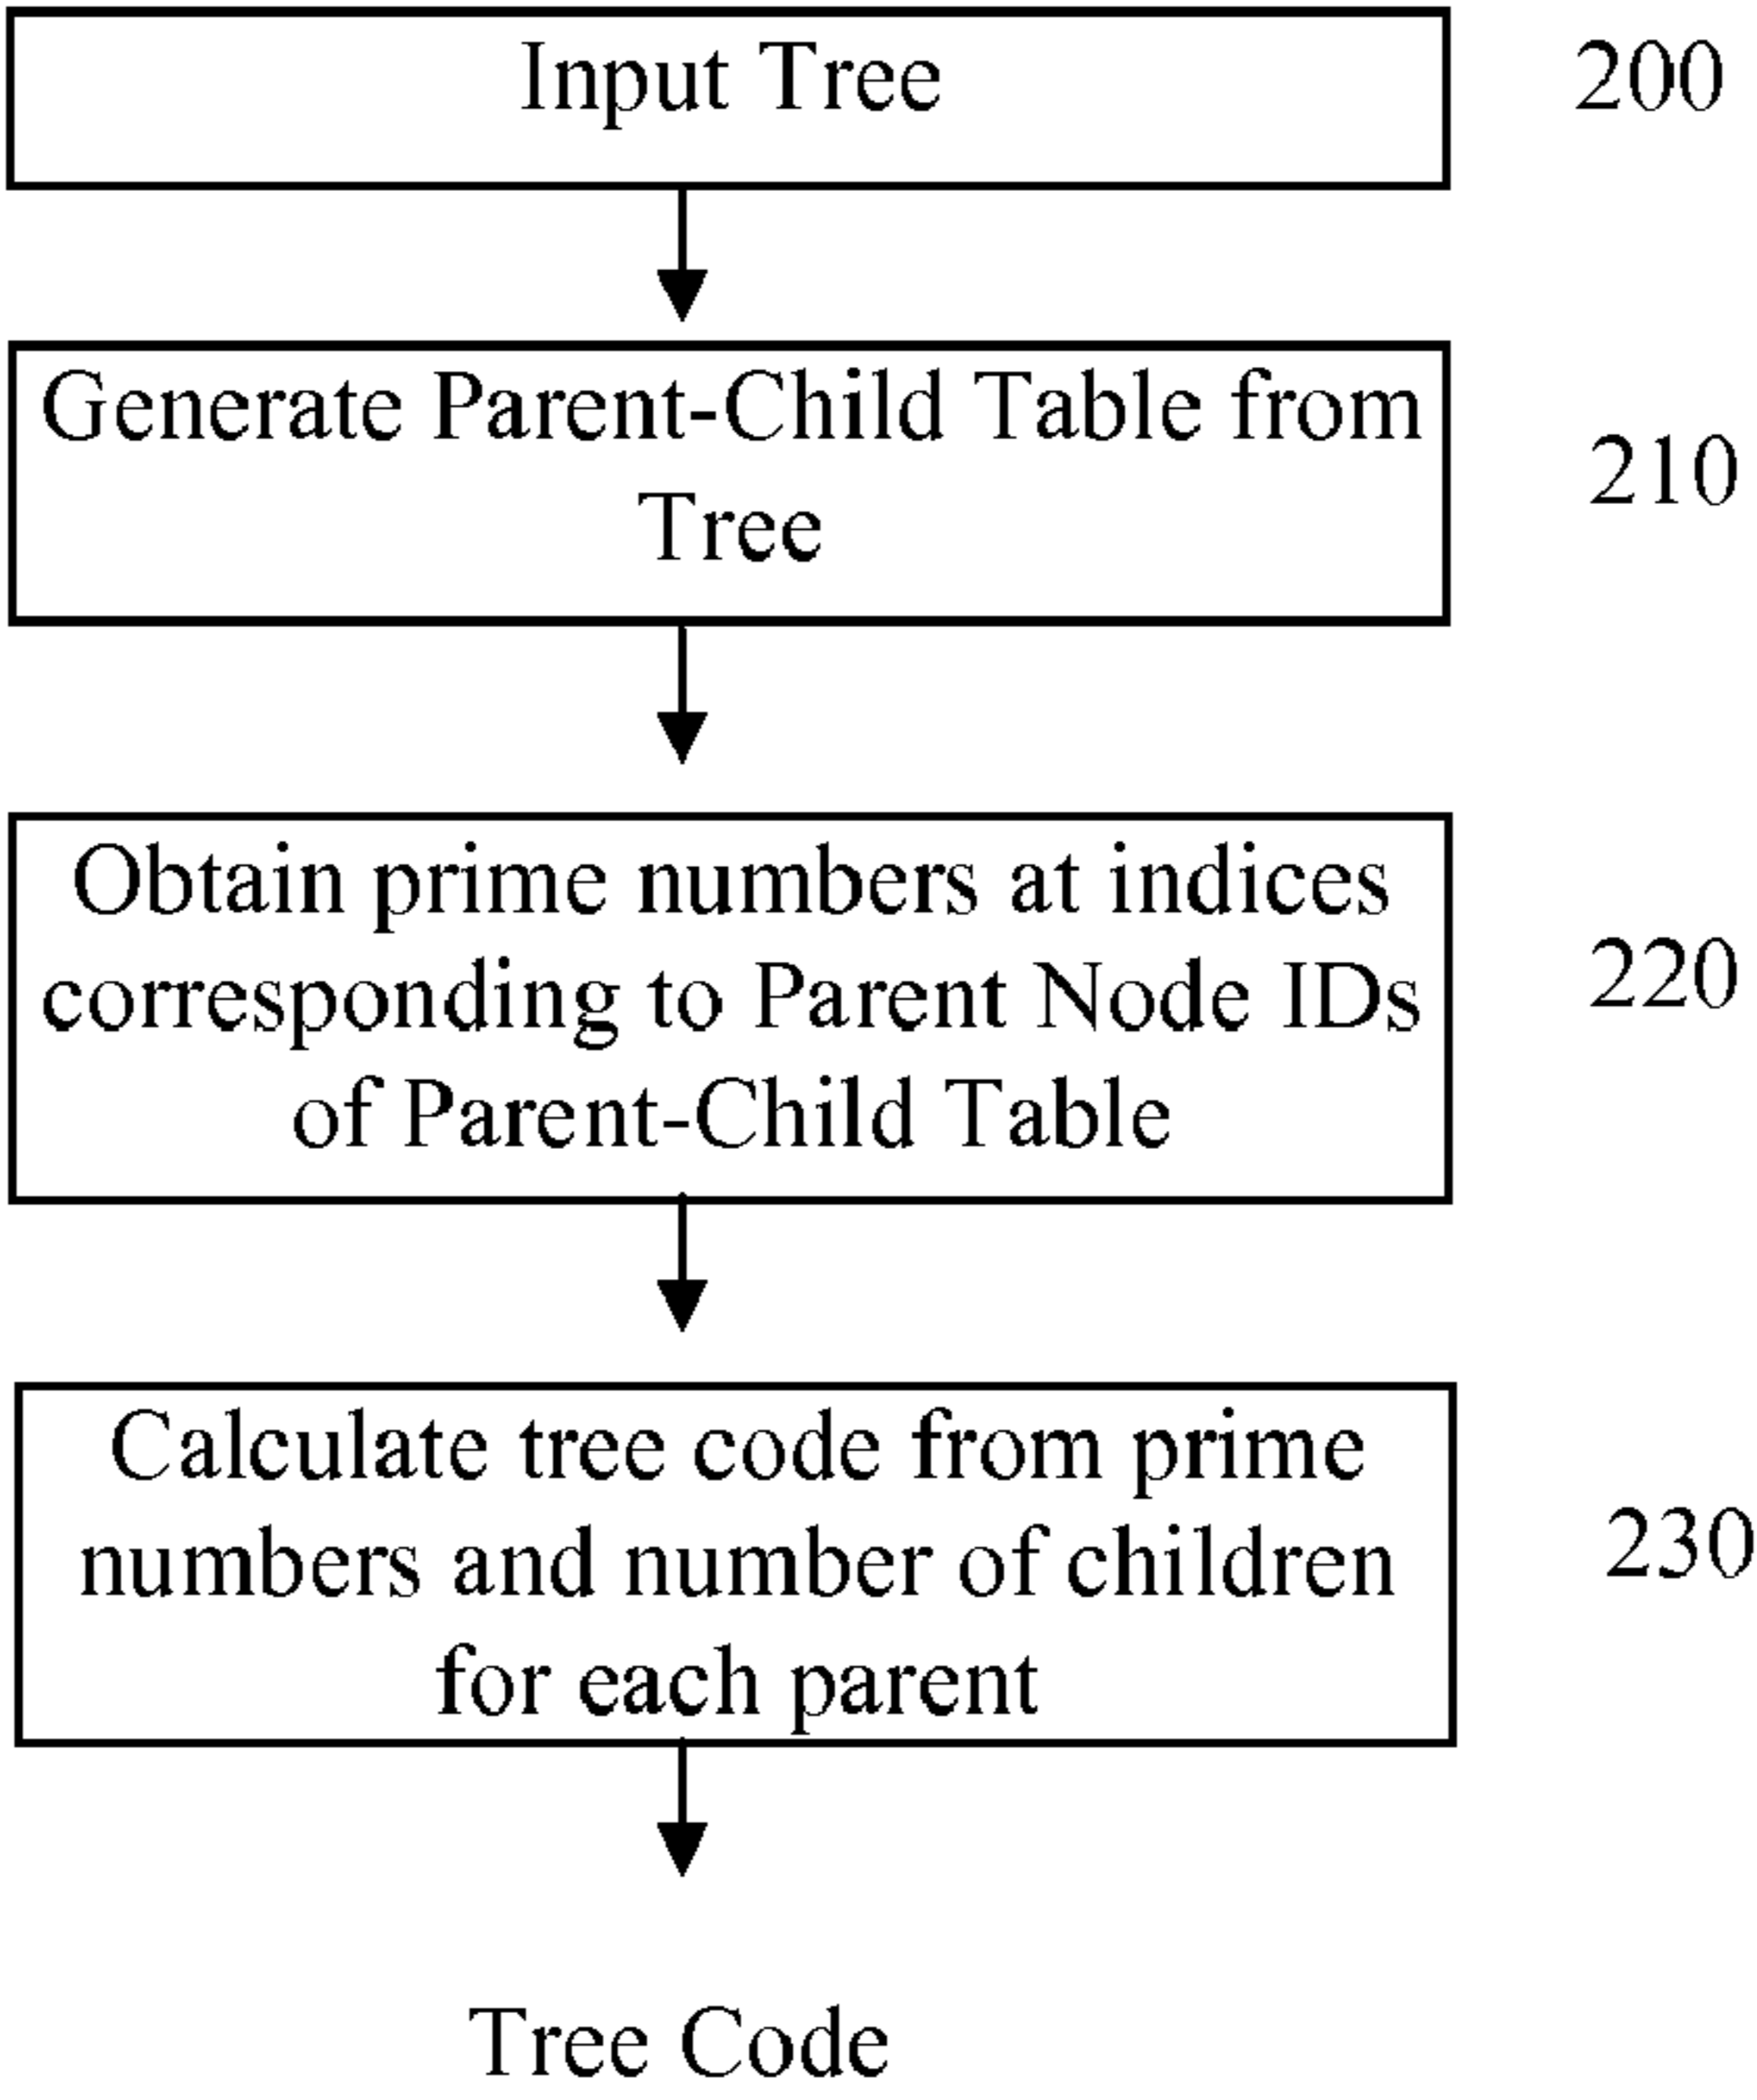 Input Tree
200
Generate Parent-Child Table from
Tree
210
Obtain prime numbers at indices
corresponding to Parent Node IDs
of Parent-Child Table
220
Calculate tree code from prime
numbers and number of children
for each parent
230
Tree Code